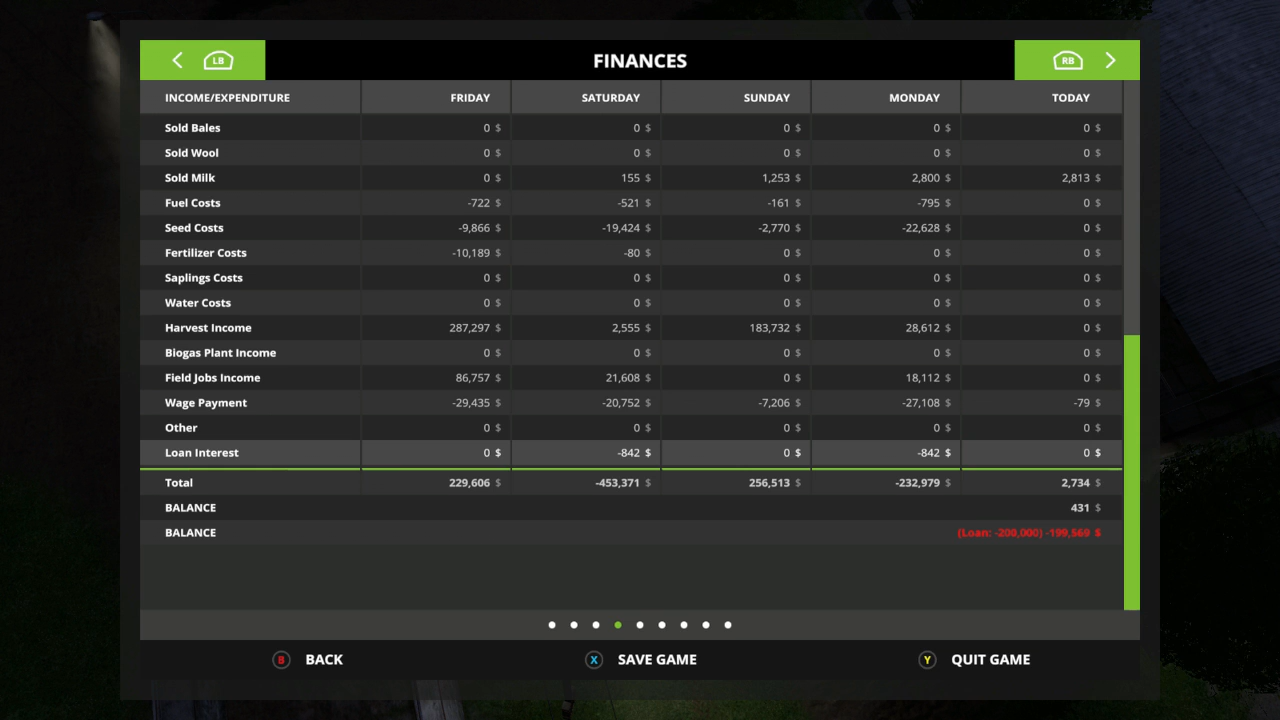 < LB FINANCES RB >
INCOME/EXPENDITURE FRIDAY SATURDAY SUNDAY MONDAY TODAY
Sold Bales 0 $ 0 $ 0 $ 0 $ 0 $
Sold Wool 0 $ 0 $ 0 $ 0 $ 0 $
Sold Milk 0 $ 155 $ 1,253 $ 2,800 $ 2,813 $
Fuel Costs -722 $ -521 $ -161 $ -795 $ 0 $
Seed Costs -9,866 $ -19,424 $ -2,770 $ -22,628 $ 0 $
Fertilizer Costs -10,189 $ -80 $ 0 $ 0 $ 0 $
Saplings Costs 0 $ 0 $ 0 $ 0 $ 0 $
Water Costs 0 $ 0 $ 0 $ 0 $ 0 $
Harvest Income 287,297 $ 2,555 $ 183,732 $ 28,612 $ 0 $
Biogas Plant Income 0 $ 0 $ 0 $ 0 $ 0 $
Field Jobs Income 86,757 $ 21,608 $ 0 $ 18,112 $ 0 $
Wage Payment -29,435 $ -20,752 $ -7,206 $ -27,108 $ -79 $
Other 0 $ 0 $ 0 $ 0 $ 0 $
Loan Interest 0 $ -842 $ 0 $ -842 $ 0 $
Total 229,606 $ -453,371 $ 256,513 $ -232,979 $ 2,734 $
BALANCE 431 $
BALANCE (Loan: -200,000) -199,569 $
B BACK X SAVE GAME Y QUIT GAME